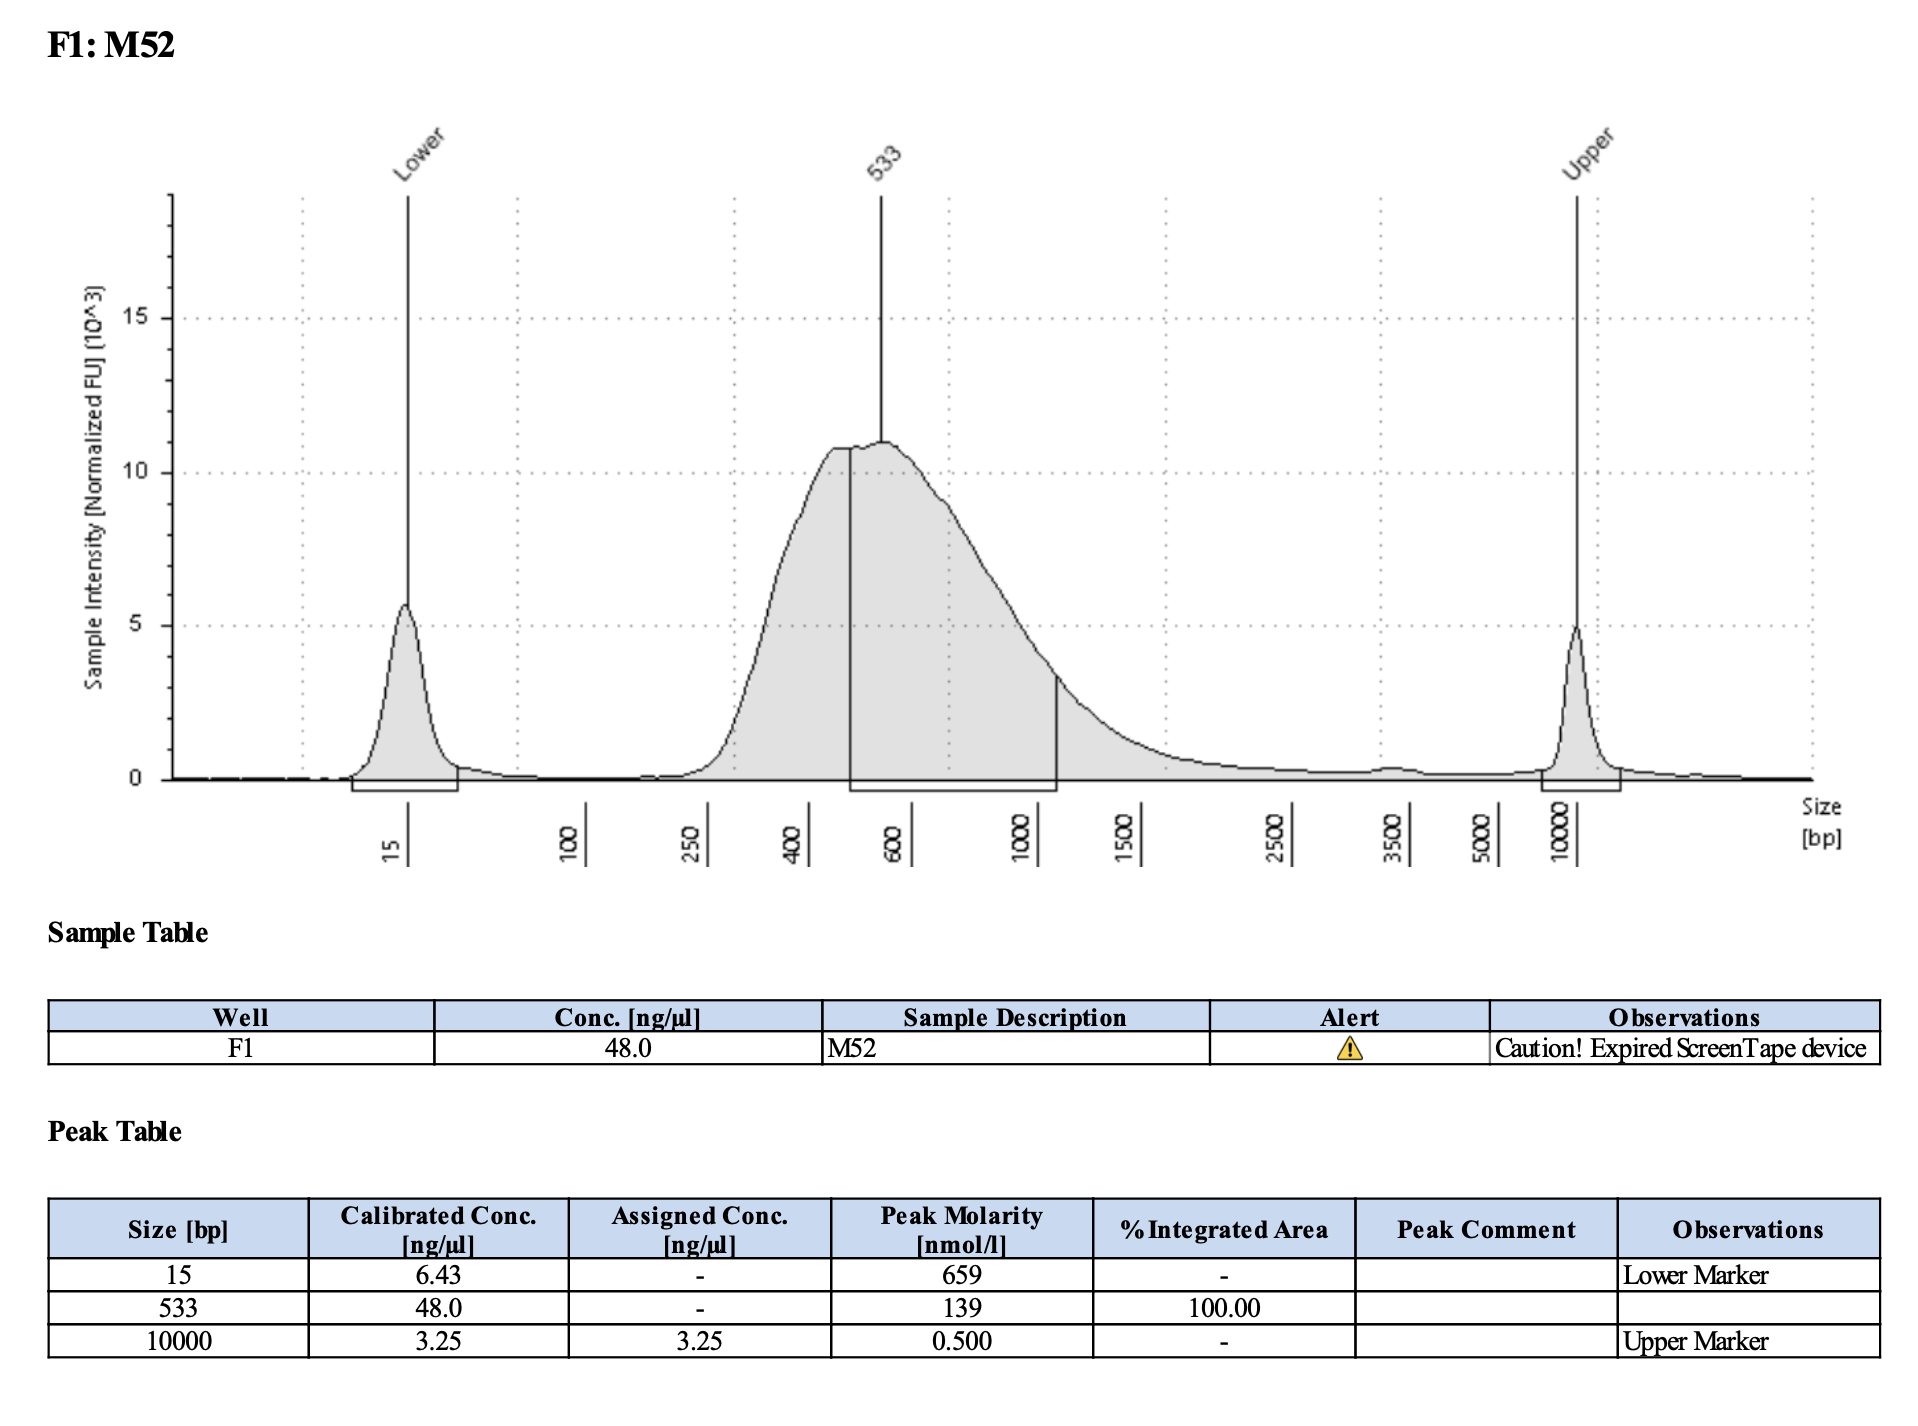 F1: M52
Lower
533
Upper
Sample Intensity [Normalized FU] (10^3)
15
10
5
0
15
100
250
400
600
1000
1500
2500
3500
5000
10000
Size
[bp]
Sample Table
Well Conc. [ng/µl] Sample Description Alert Observations
F1 48.0 M52 Caution! Expired ScreenTape device
Peak Table
Size [bp] Calibrated Conc. [ng/µl] Assigned Conc. [ng/µl] Peak Molarity [nmol/l] % Integrated Area Peak Comment Observations
15 6.43 - 659 - Lower Marker
533 48.0 - 139 100.00
10000 3.25 3.25 0.500 - Upper Marker